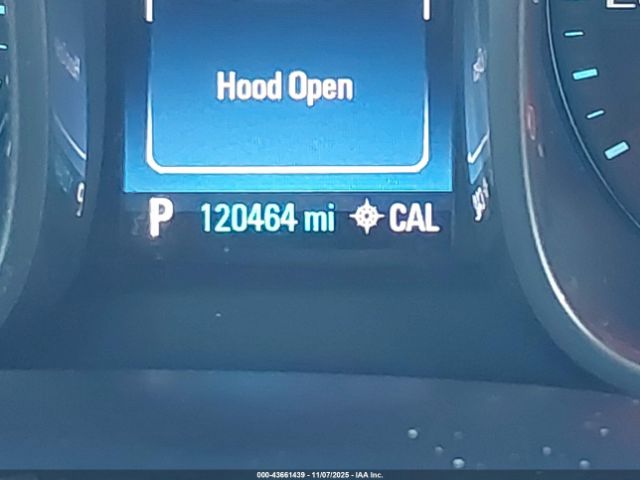 Hood Open
P 120464 mi CAL
000-43661439 - 11/07/2025 - IAA Inc.